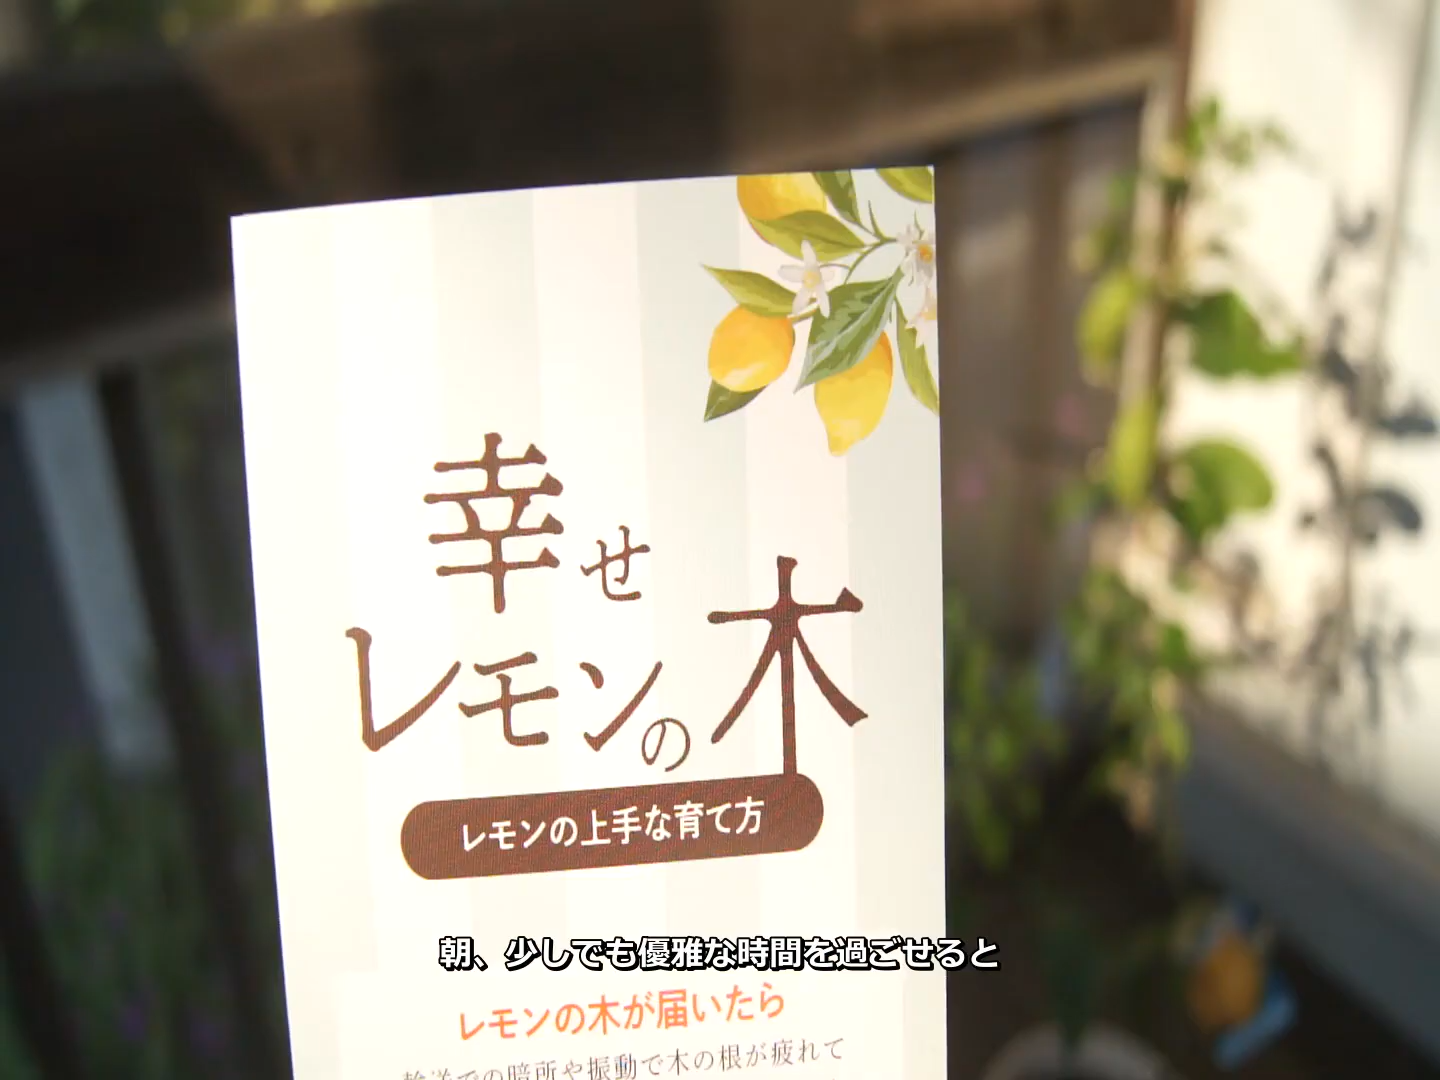 幸せ
レモンの木
レモンの上手な育て方
朝、少しでも優雅な時間を過ごせると
レモンの木が届いたら
輸送での暗所や振動で木の根が疲れて